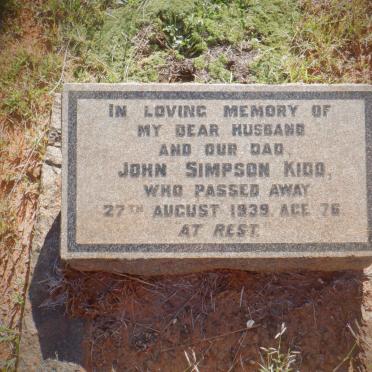 IN LOVING MEMORY OF
MY DEAR HUSBAND
AND OUR DAD,
JOHN SIMPSON KIDD,
WHO PASSED AWAY
27TH AUGUST 1939. AGE 76
AT REST.